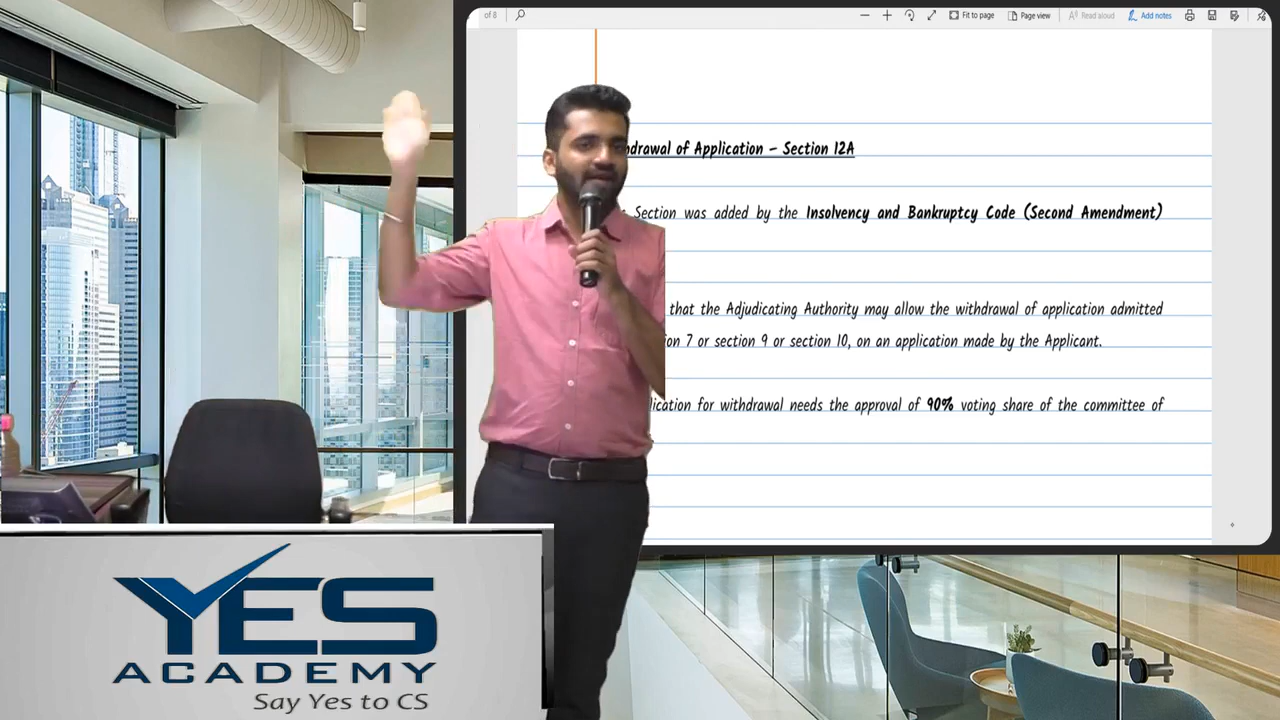 of 8
Fit to page
Page view
Read aloud
Add notes
of Application – Section 12A
Section was added by the Insolvency and Bankruptcy Code (Second Amendment)
that the Adjudicating Authority may allow the withdrawal of application admitted
7 or section 9 or section 10, on an application made by the Applicant.
for withdrawal needs the approval of 90% voting share of the committee of
YES
ACADEMY
Say Yes to CS